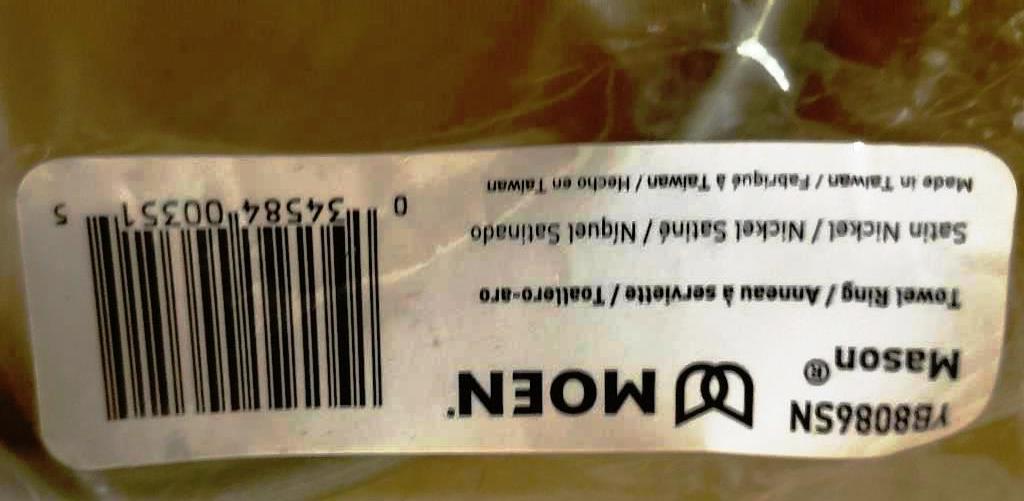 YB8086SN
Mason®
MOEN®
Towel Ring / Anneau à serviette / Toallero-aro
Satin Nickel / Nickel Satiné / Níquel Satinado
Made in Taiwan / Fabriqué à Taiwan / Hecho en Taiwan
0 34584 00351 5